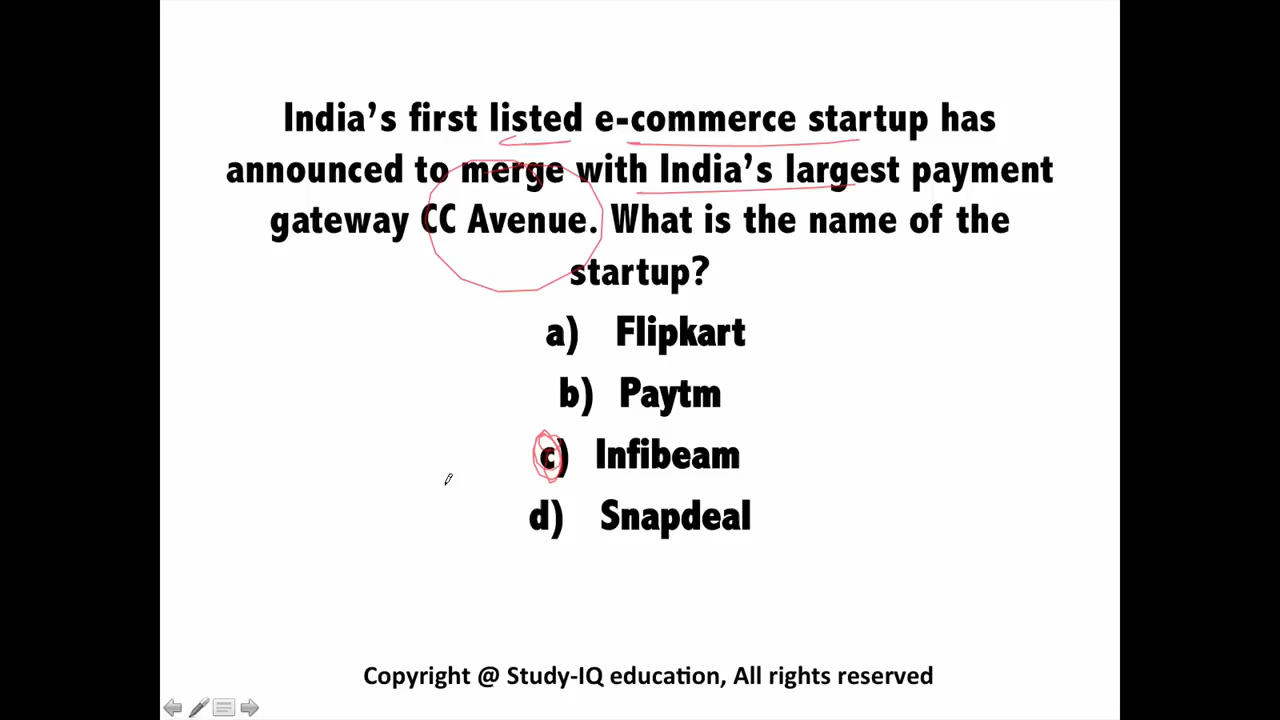 India's first listed e-commerce startup has
announced to merge with India's largest payment
gateway CC Avenue. What is the name of the
startup?
a) Flipkart
b) Paytm
c) Infibeam
d) Snapdeal
Copyright @ Study-IQ education, All rights reserved